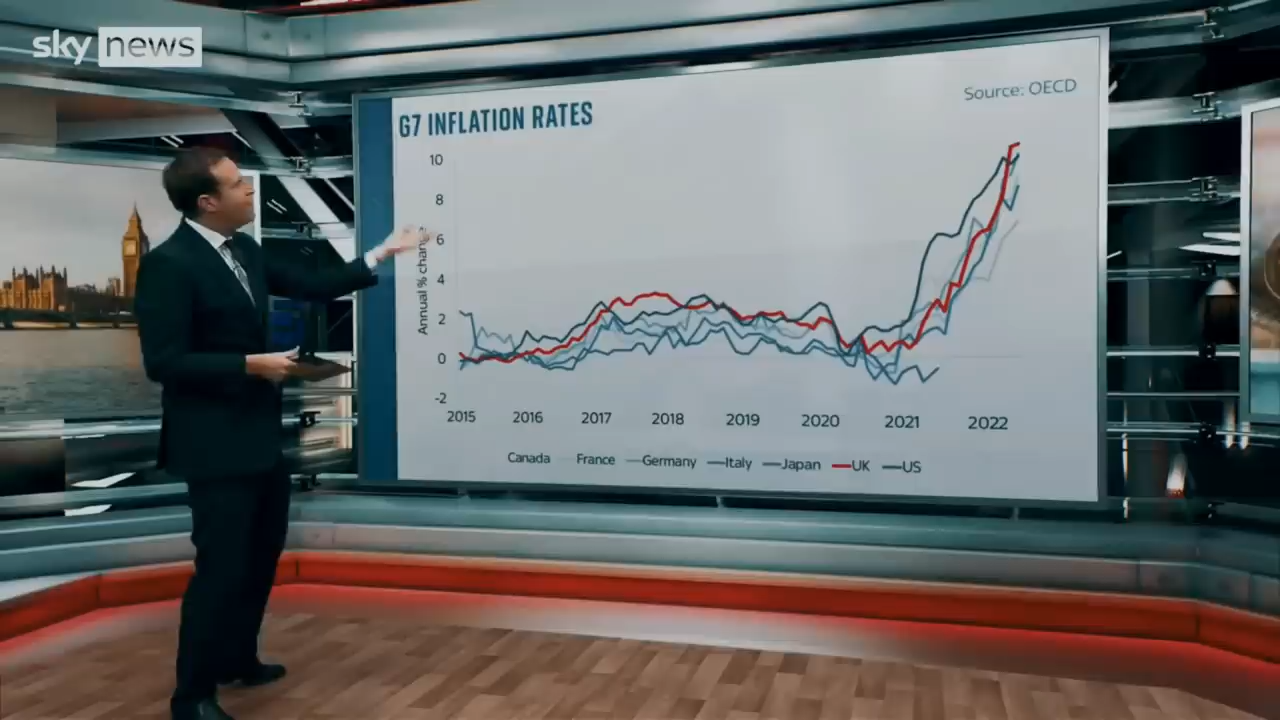 sky news
Source: OECD
G7 INFLATION RATES
10
8
6
4
2
0
-2
Annual % change
2015 2016 2017 2018 2019 2020 2021 2022
Canada France Germany Italy Japan UK US